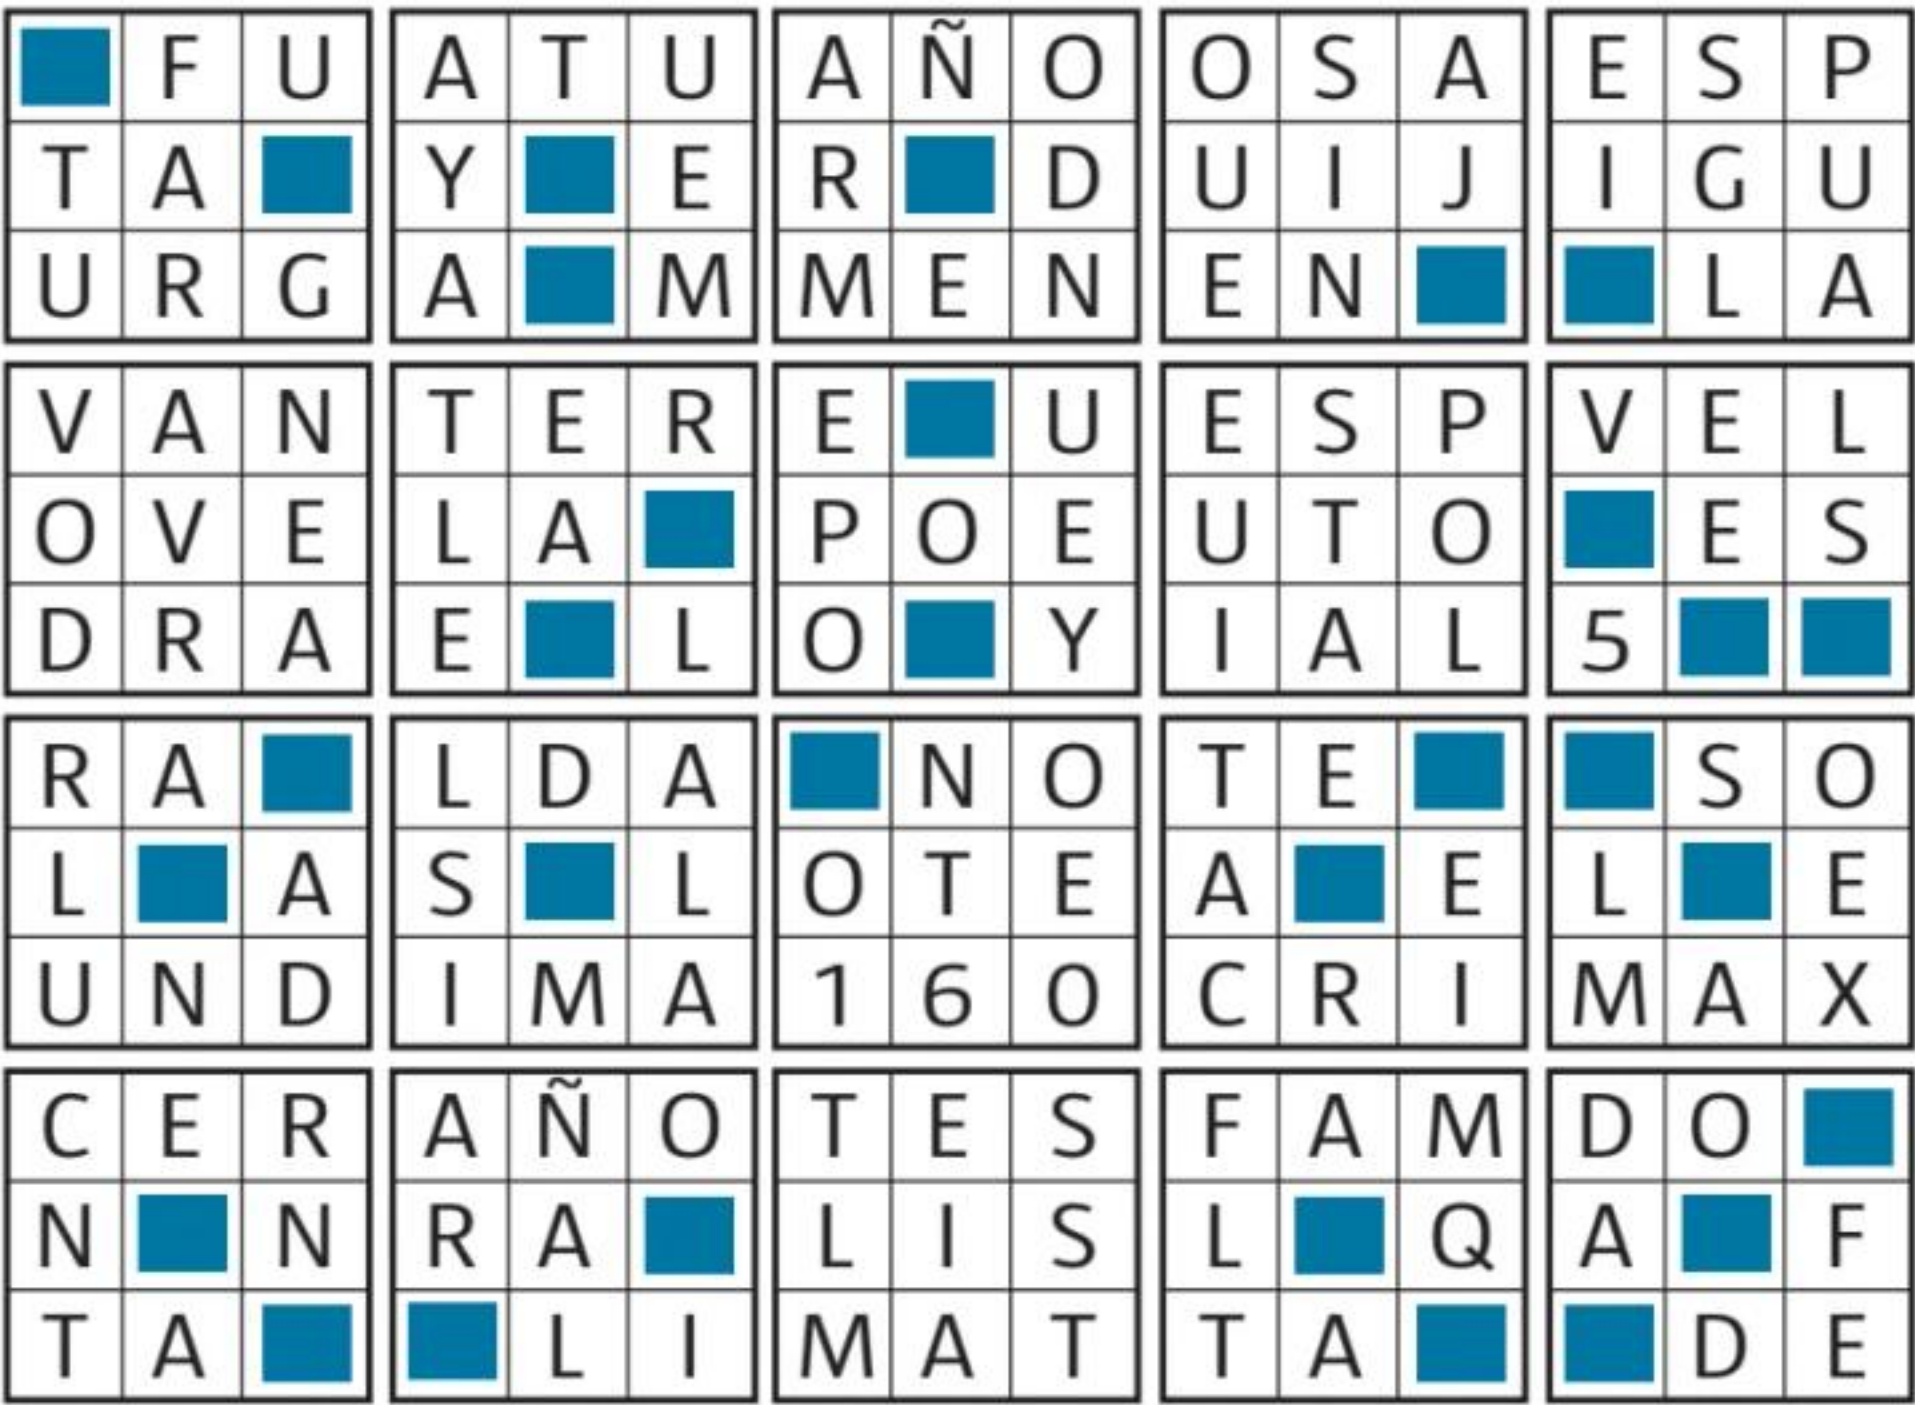 ■ F U A T U A Ñ O O S A E S P
T A ■ Y ■ E R ■ D U I J I G U
U R G A ■ M M E N E N ■ ■ L A
V A N T E R E ■ U E S P V E L
O V E L A ■ P O E U T O ■ E S
D R A E ■ L O ■ Y I A L 5 ■ ■
R A ■ L D A ■ N O T E ■ ■ S O
L ■ A S ■ L O T E A ■ E L ■ E
U N D I M A 1 6 0 C R I M A X
C E R A Ñ O T E S F A M D O ■
N ■ N R A ■ L I S L ■ Q A ■ F
T A ■ ■ L I M A T T A ■ ■ D E